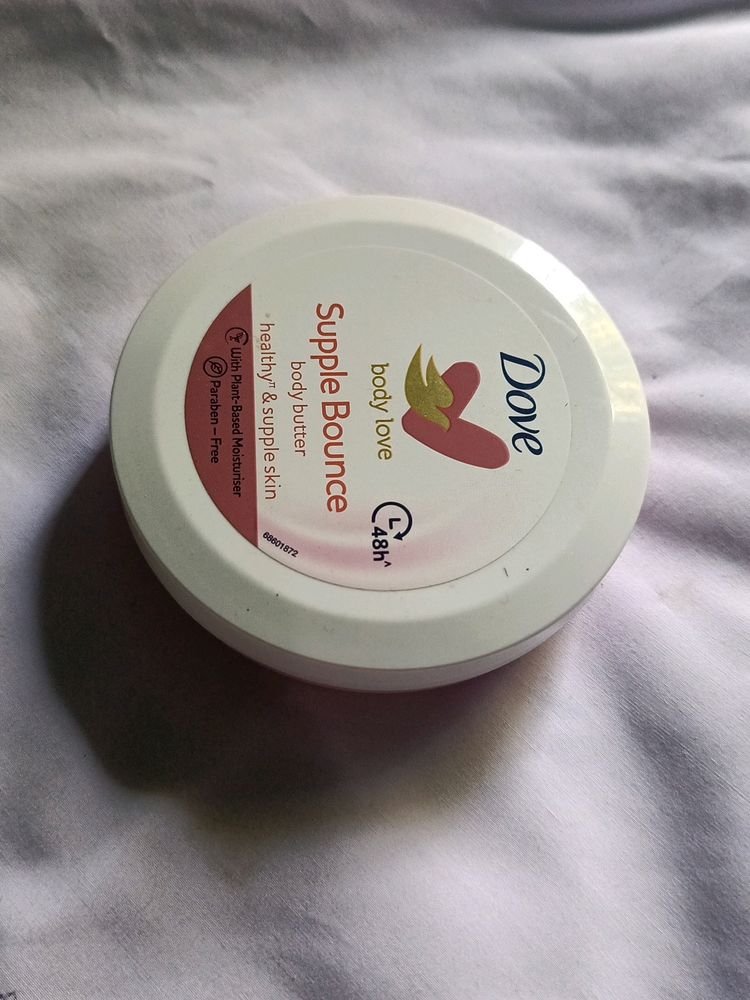 Dove
body love
48h^
Supple Bounce
body butter
healthy" & supple skin
With Plant-Based Moisturiser
Paraben – Free
68601872